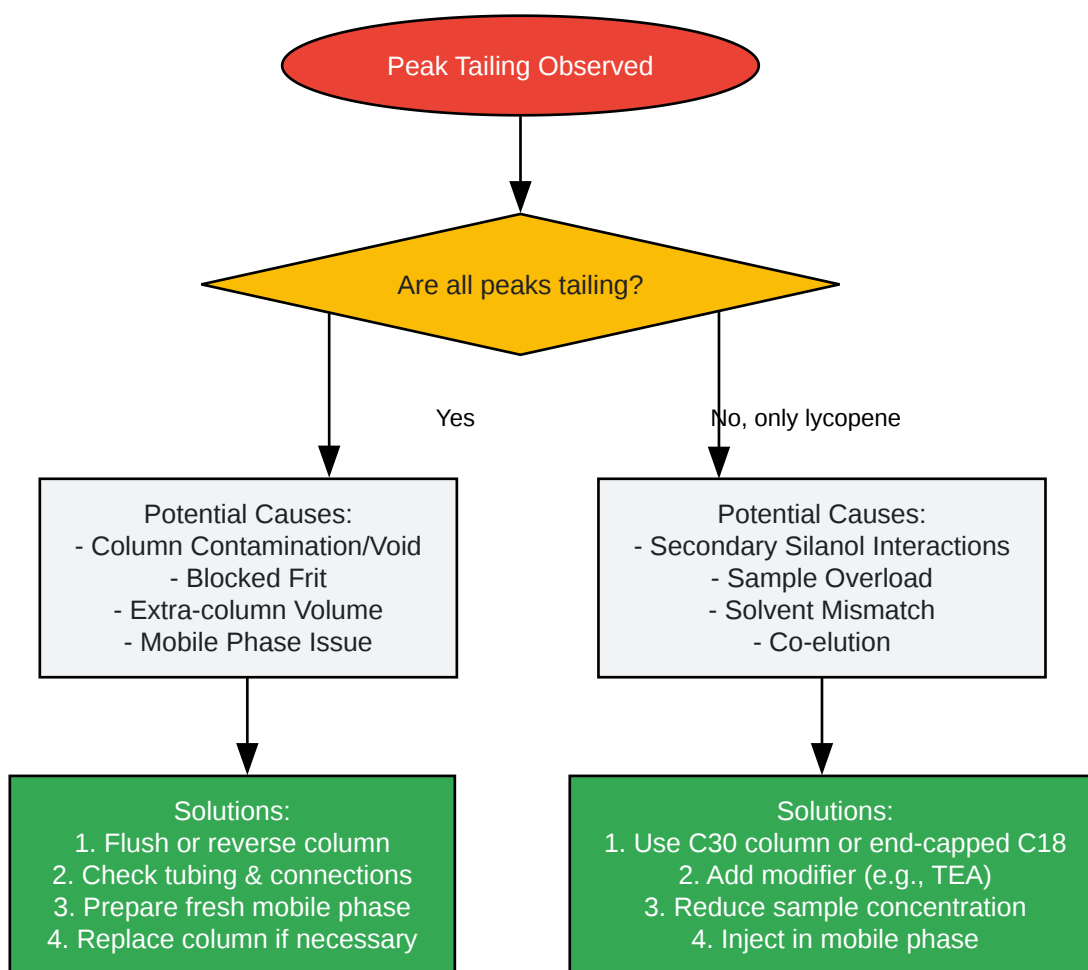 Peak Tailing Observed
Are all peaks tailing?
Yes
No, only lycopene
Potential Causes:
- Column Contamination/Void
- Blocked Frit
- Extra-column Volume
- Mobile Phase Issue
Potential Causes:
- Secondary Silanol Interactions
- Sample Overload
- Solvent Mismatch
- Co-elution
Solutions:
1. Flush or reverse column
2. Check tubing & connections
3. Prepare fresh mobile phase
4. Replace column if necessary
Solutions:
1. Use C30 column or end-capped C18
2. Add modifier (e.g., TEA)
3. Reduce sample concentration
4. Inject in mobile phase